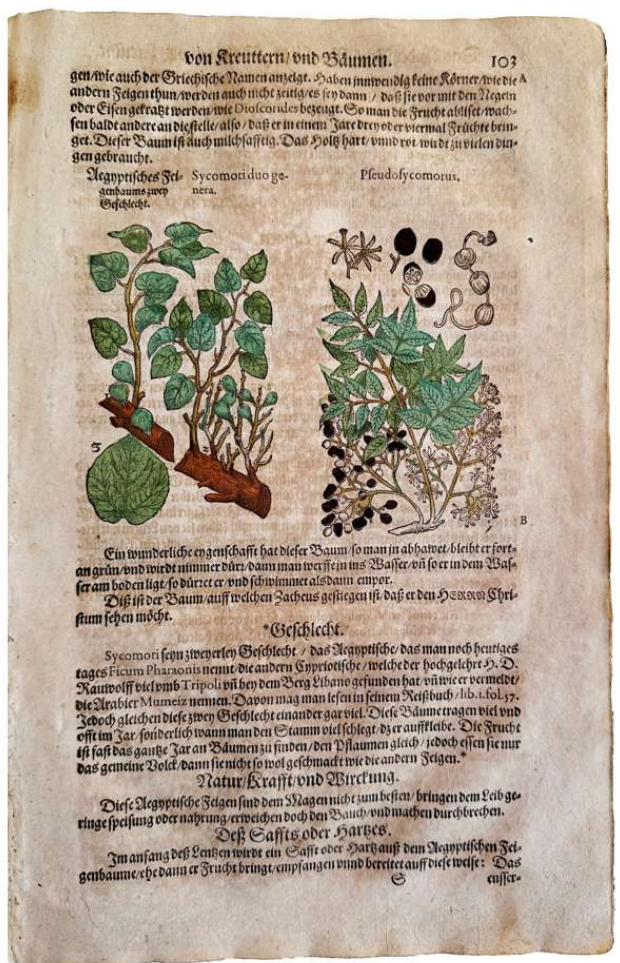 von Kreuttern/ vnd Bäumen. 103
gen/wie auch der Griechische Namen anzeigt. Haben jnnwendig keine Körner/wie die A
andern Feigen thun/werden auch nicht zeitig/es sey dann / daß sie vor mit den Negeln
oder Eisen gekratzt werden/wie Dioscorides bezeugt. So man die Frucht abliset/wach-
sen baldt andere an die stelle/also/ daß er in einem Jare drey oder viermal Früchte brin-
get. Dieser Baum ist auch milchsafftig. Das Holtz hart/ vnnd rot/ wirdt zu vielen din-
gen gebraucht.
Aegyptisches Fei-
genbaums zwey
Geschlecht.
Sycomori duo ge-
nera.
Pseudosycomorus.
3
2
1
B
Ein wunderliche eygenschafft hat dieser Baum/so man in abhawet/bleibt er fort-
an grün/vnd wirdt nimmer dürr/dann man werffe in ins Wasser/vñ so er in dem Was-
ser am boden ligt/so dürret er/vnd schwimmet alsdann empor.
Diß ist der Baum/auff welchen Zacheus gestiegen ist/daß er den HERRN Chri-
stum sehen möcht.
*Geschlecht.
Sycomori seyn zweyerley Geschlecht / das Aegyptische/das man noch heutiges
tages Ficum Pharaonis nennt/die andern Cypriotische/welche der hochgelehrt H. D.
Rauwolff viel vmb Tripoli vñ bey dem Berg Libano gefunden hat/vñ wie er vermeldt/
die Arabier Mumeiz nennen. Davon mag man lesen in seinem Reißbuch/lib.1.fol.57.
Jedoch gleichen diese zwey Geschlecht einander gar viel. Diese Bäume tragen viel vnd
offt im Jar/sonderlich wann man den Stamm viel schlegt/dz er auffkleibe. Die Frucht
ist fast das gantze Jar an Bäumen zu finden/den Pflaumen gleich/jedoch essen sie nur
das gemeine Volck/dann sie nicht so wol geschmackt wie die andern Feigen.*
Natur/Krafft/vnd Wirckung.
Diese Aegyptische Feigen sind dem Magen nicht zum besten/bringen dem Leib ge-
ringe speisung oder nahrung/erweichen doch den Bauch/vnd machen durchbrechen.
Deß Saffts oder Hartzes.
Im anfang deß Lentzen wirdt ein Safft oder Hartz auß dem Aegyptischen Fei-
genbaume/ehe dann er Frucht bringt/empfangen vnnd bereitet auff diese weise: Das
S eusser-